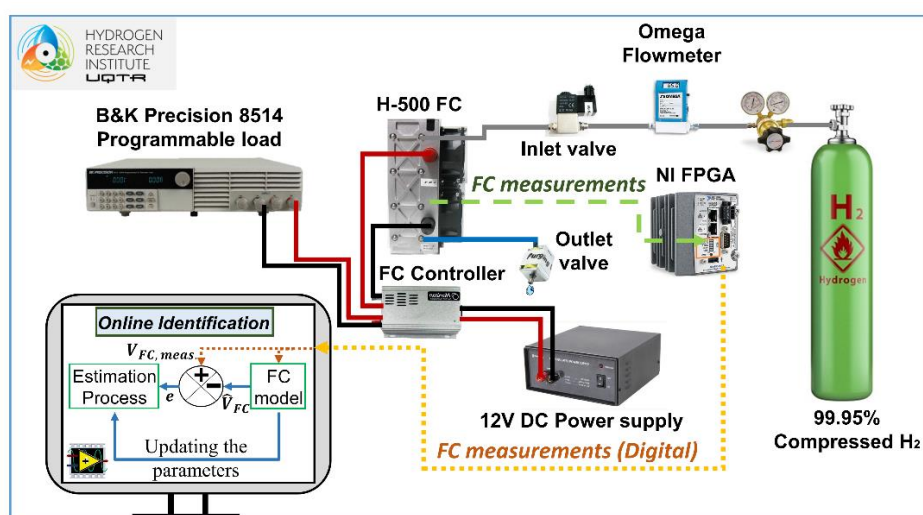 HYDROGEN
RESEARCH
INSTITUTE
UQTR
Omega
Flowmeter
B&K Precision 8514
Programmable load
H-500 FC
Inlet valve
FC measurements
NI FPGA
H2
Hydrogen
Outlet
valve
FC Controller
Online Identification
V_FC, meas.
Estimation
Process
+
-
e
V̂_FC
FC
model
Updating the
parameters
12V DC Power supply
FC measurements (Digital)
99.95%
Compressed H₂